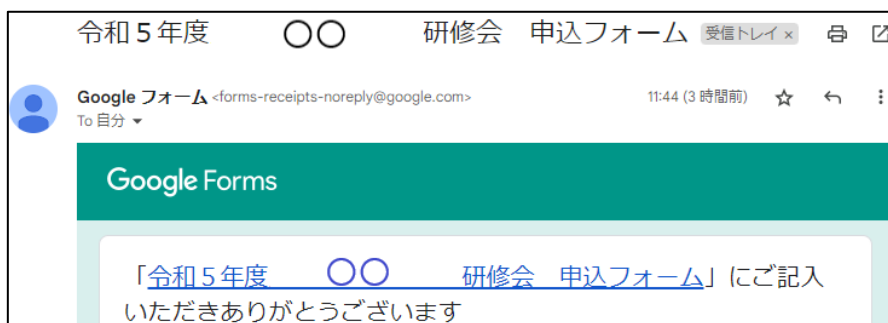 令和5年度　　　〇〇　　　研修会　申込フォーム 受信トレイ ×
Google フォーム <forms-receipts-noreply@google.com> 11:44 (3 時間前)
To 自分
Google Forms
「令和5年度　　　〇〇　　　研修会　申込フォーム」にご記入
いただきありがとうございます